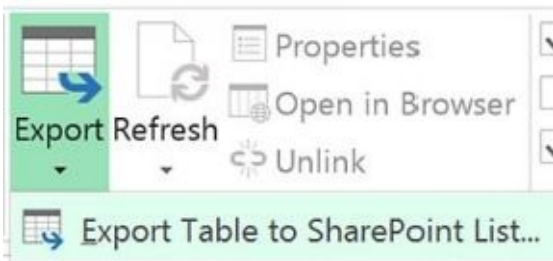 Properties
Open in Browser
Export Refresh
Unlink
Export Table to SharePoint List...